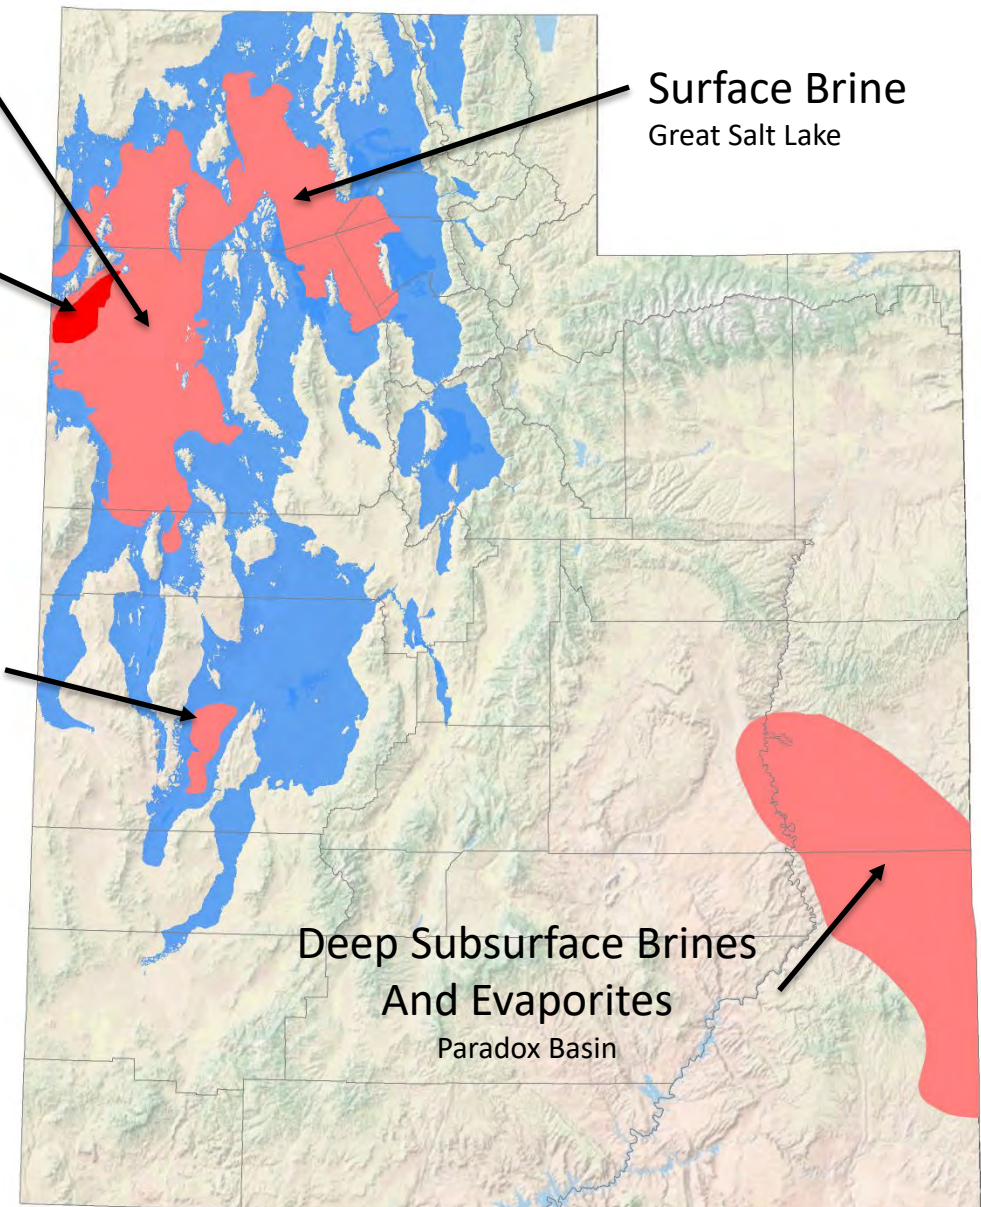 Surface Brine
Great Salt Lake
Deep Subsurface Brines
And Evaporites
Paradox Basin